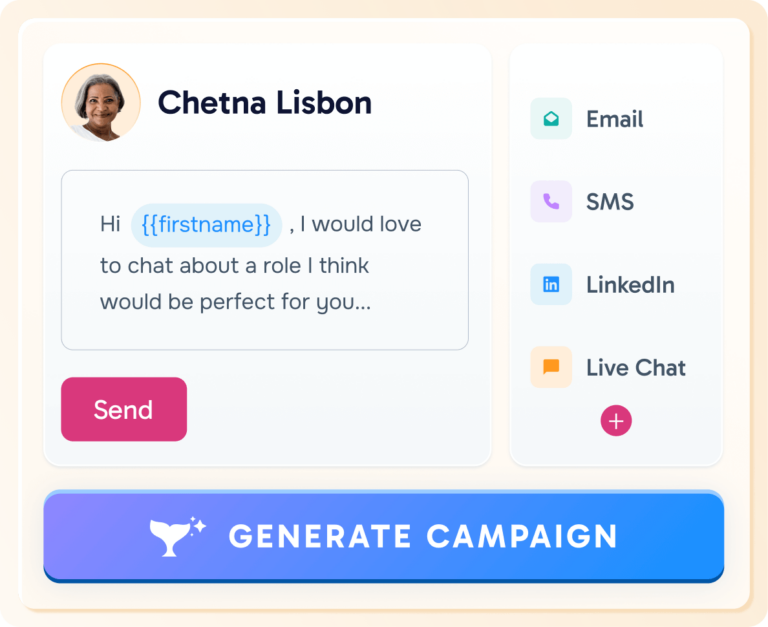 Chetna Lisbon
Hi {{firstname}} , I would love
to chat about a role I think
would be perfect for you...
Send
Email
SMS
in
LinkedIn
Live Chat
GENERATE CAMPAIGN